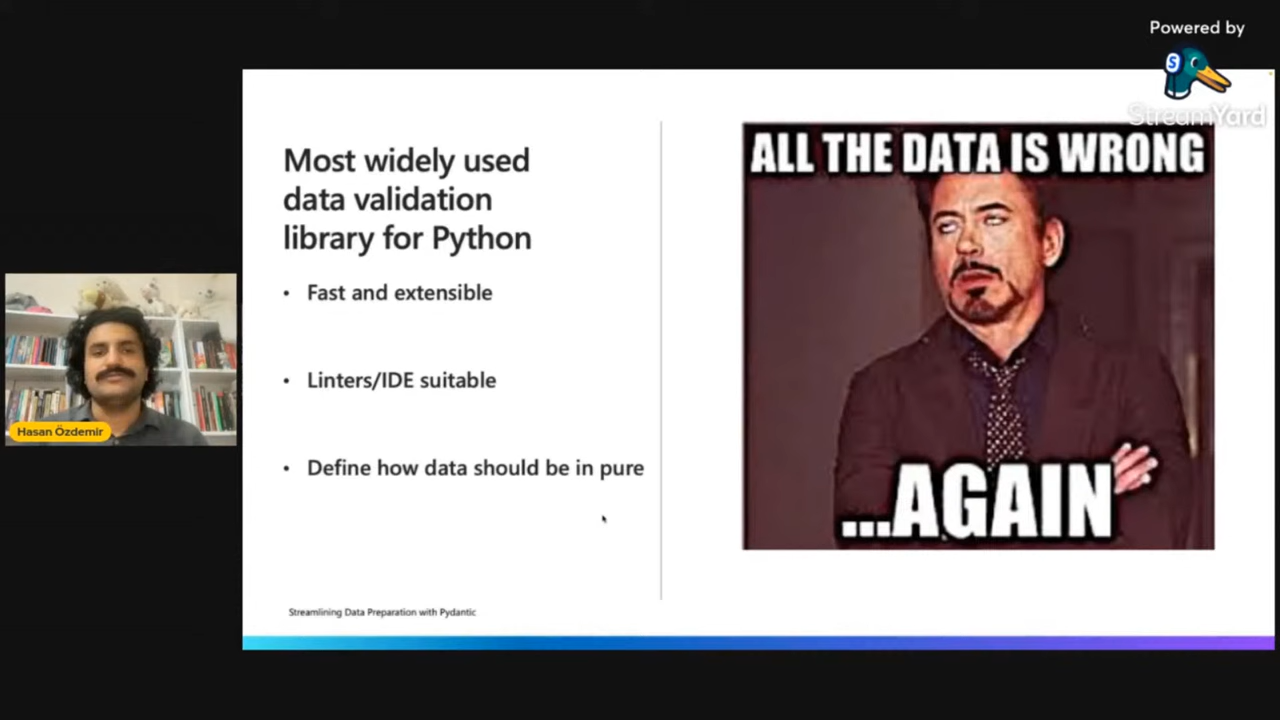 Powered by
StreamYard
Most widely used
data validation
library for Python
• Fast and extensible
• Linters/IDE suitable
• Define how data should be in pure
Streamlining Data Preparation with Pydantic
ALL THE DATA IS WRONG
...AGAIN
Hasan Özdemir